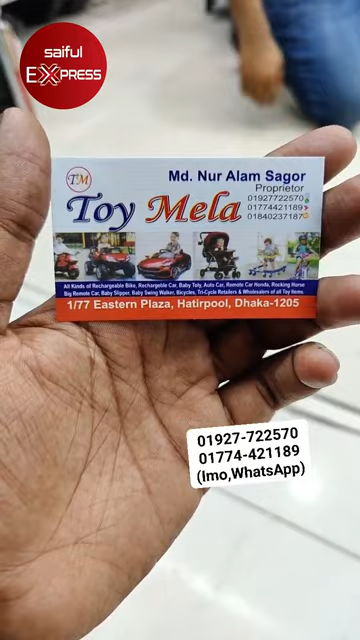 saiful
EXPRESS
TM
Md. Nur Alam Sagor
Proprietor
01927722570
01774421189
01840237187
Toy Mela
All Kinds of Rechargeable Bike, Rechargeble Car, Baby Toly, Auto Car, Remote Car Honda, Rocking Horse
Big Remote Car, Baby Slipper, Baby Swing Walker, Bicycles, Tri-Cycle Retailers & Wholesalers of all Toy Items.
1/77 Eastern Plaza, Hatirpool, Dhaka-1205
01927-722570
01774-421189
(Imo,WhatsApp)